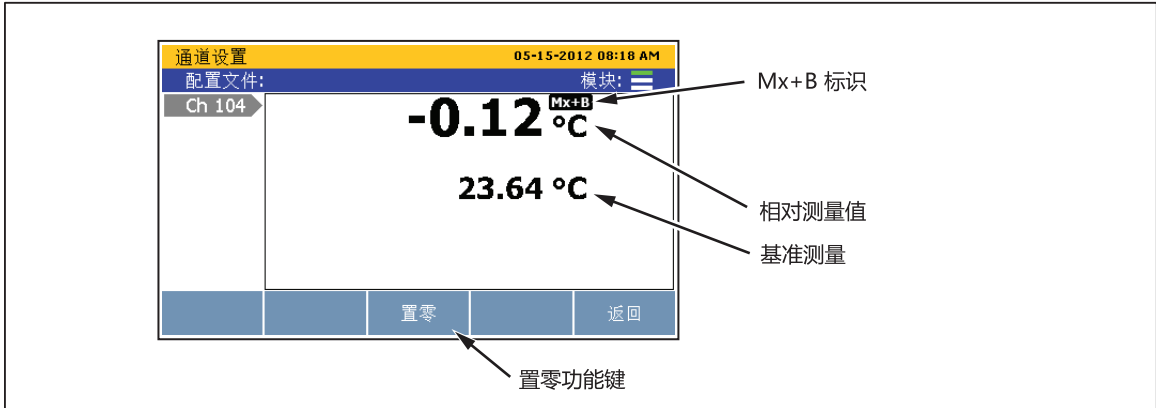 通道设置 05-15-2012 08:18 AM
配置文件: 模块:
Ch 104
Mx+B
-0.12 °C
23.64 °C
置零 返回
Mx+B 标识
相对测量值
基准测量
置零功能键